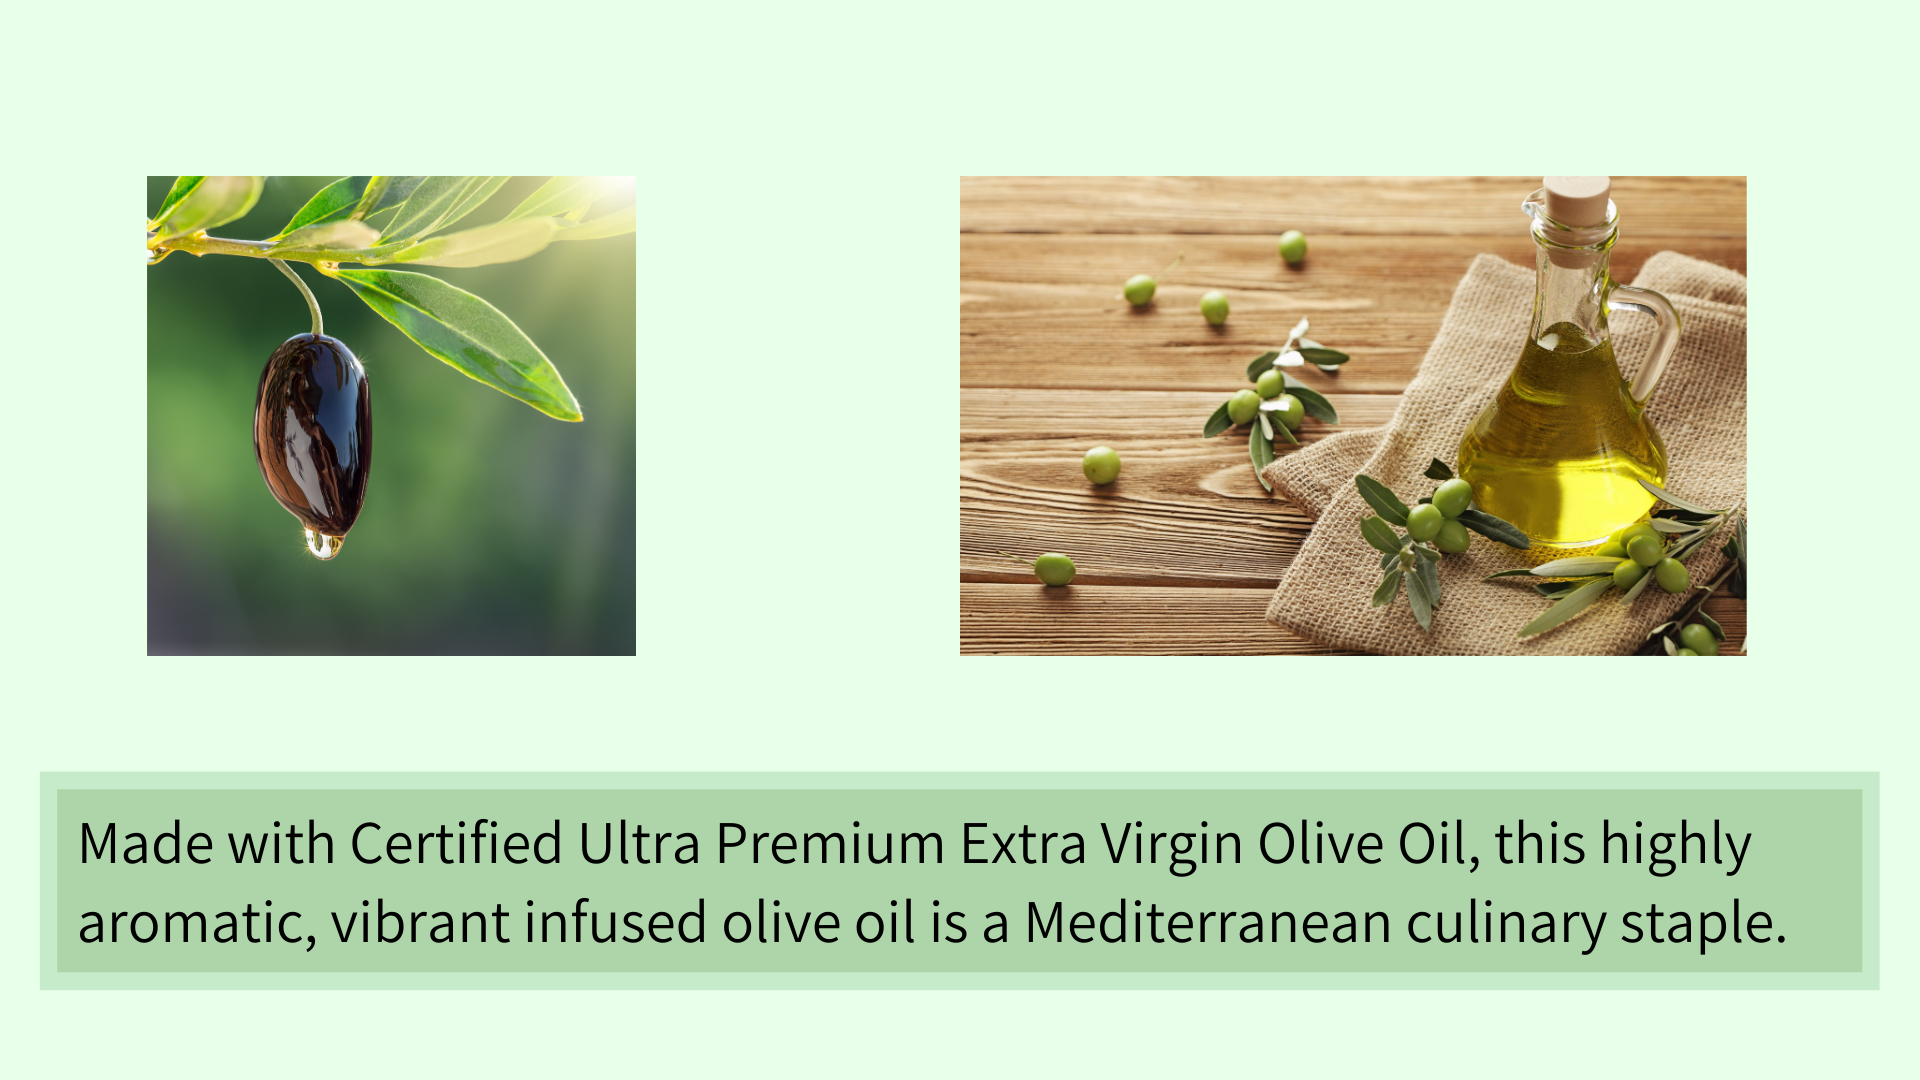 Made with Certified Ultra Premium Extra Virgin Olive Oil, this highly
aromatic, vibrant infused olive oil is a Mediterranean culinary staple.